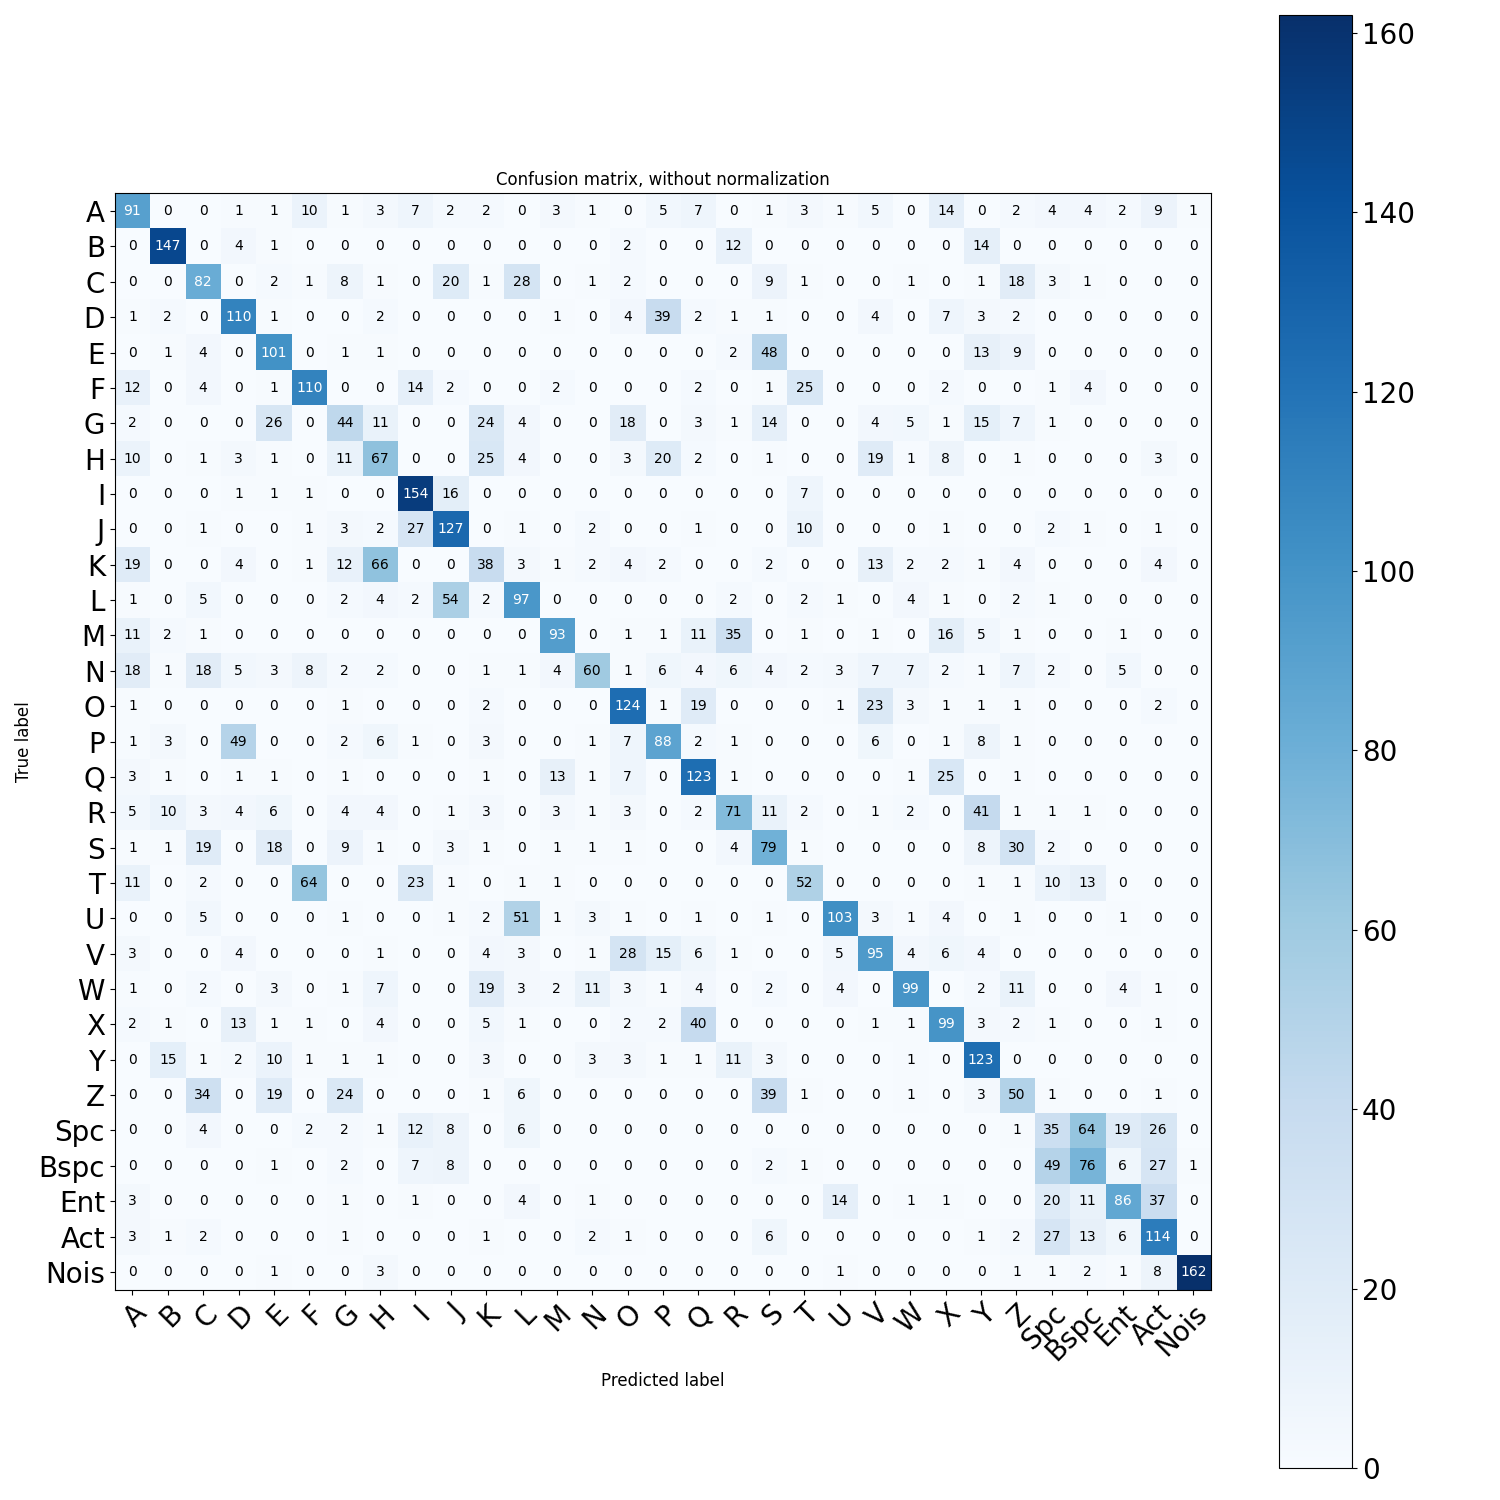 Confusion matrix, without normalization
A 91 0 0 1 1 10 1 3 7 2 2 0 3 1 0 5 7 0 1 3 1 5 0 14 0 2 4 4 2 9 1
B 0 147 0 4 1 0 0 0 0 0 0 0 0 0 2 0 0 12 0 0 0 0 0 0 14 0 0 0 0 0 0
C 0 0 82 0 2 1 8 1 0 20 1 28 0 1 2 0 0 0 9 1 0 0 1 0 1 18 3 1 0 0 0
D 1 2 0 110 1 0 0 2 0 0 0 0 1 0 4 39 2 1 1 0 0 4 0 7 3 2 0 0 0 0 0
E 0 1 4 0 101 0 1 1 0 0 0 0 0 0 0 0 0 2 48 0 0 0 0 0 13 9 0 0 0 0 0
F 12 0 4 0 1 110 0 0 14 2 0 0 2 0 0 0 2 0 1 25 0 0 0 2 0 0 1 4 0 0 0
G 2 0 0 0 26 0 44 11 0 0 24 4 0 0 18 0 3 1 14 0 0 4 5 1 15 7 1 0 0 0 0
H 10 0 1 3 1 0 11 67 0 0 25 4 0 0 3 20 2 0 1 0 0 19 1 8 0 1 0 0 0 3 0
I 0 0 0 1 1 1 0 0 154 16 0 0 0 0 0 0 0 0 0 7 0 0 0 0 0 0 0 0 0 0 0
J 0 0 1 0 0 1 3 2 27 127 0 1 0 2 0 0 1 0 0 10 0 0 0 1 0 0 2 1 0 1 0
K 19 0 0 4 0 1 12 66 0 0 38 3 1 2 4 2 0 0 2 0 0 13 2 2 1 4 0 0 0 4 0
L 1 0 5 0 0 0 2 4 2 54 2 97 0 0 0 0 0 2 0 2 1 0 4 1 0 2 1 0 0 0 0
M 11 2 1 0 0 0 0 0 0 0 0 0 93 0 1 1 11 35 0 1 0 1 0 16 5 1 0 0 1 0 0
N 18 1 18 5 3 8 2 2 0 0 1 1 4 60 1 6 4 6 4 2 3 7 7 2 1 7 2 0 5 0 0
O 1 0 0 0 0 0 1 0 0 0 2 0 0 0 124 1 19 0 0 0 1 23 3 1 1 1 0 0 0 2 0
P 1 3 0 49 0 0 2 6 1 0 3 0 0 1 7 88 2 1 0 0 0 6 0 1 8 1 0 0 0 0 0
Q 3 1 0 1 1 0 1 0 0 0 1 0 13 1 7 0 123 1 0 0 0 0 1 25 0 1 0 0 0 0 0
R 5 10 3 4 6 0 4 4 0 1 3 0 3 1 3 0 2 71 11 2 0 1 2 0 41 1 1 1 0 0 0
S 1 1 19 0 18 0 9 1 0 3 1 0 1 1 1 0 0 4 79 1 0 0 0 0 8 30 2 0 0 0 0
T 11 0 2 0 0 64 0 0 23 1 0 1 1 0 0 0 0 0 0 52 0 0 0 0 1 1 10 13 0 0 0
U 0 0 5 0 0 0 1 0 0 1 2 51 1 3 1 0 1 0 1 0 103 3 1 4 0 1 0 0 1 0 0
V 3 0 0 4 0 0 0 1 0 0 4 3 0 1 28 15 6 1 0 0 5 95 4 6 4 0 0 0 0 0 0
W 1 0 2 0 3 0 1 7 0 0 19 3 2 11 3 1 4 0 2 0 4 0 99 0 2 11 0 0 4 1 0
X 2 1 0 13 1 1 0 4 0 0 5 1 0 0 2 2 40 0 0 0 0 1 1 99 3 2 1 0 0 1 0
Y 0 15 1 2 10 1 1 1 0 0 3 0 0 3 3 1 1 11 3 0 0 0 1 0 123 0 0 0 0 0 0
Z 0 0 34 0 19 0 24 0 0 0 1 6 0 0 0 0 0 0 39 1 0 0 1 0 3 50 1 0 0 1 0
Spc 0 0 4 0 0 2 2 1 12 8 0 6 0 0 0 0 0 0 0 0 0 0 0 0 0 1 35 64 19 26 0
Bspc 0 0 0 0 1 0 2 0 7 8 0 0 0 0 0 0 0 0 2 1 0 0 0 0 0 0 49 76 6 27 1
Ent 3 0 0 0 0 0 1 0 1 0 0 4 0 1 0 0 0 0 0 0 14 0 1 1 0 0 20 11 86 37 0
Act 3 1 2 0 0 0 1 0 0 0 1 0 0 2 1 0 0 0 6 0 0 0 0 0 1 2 27 13 6 114 0
Nois 0 0 0 0 1 0 0 3 0 0 0 0 0 0 0 0 0 0 0 0 1 0 0 0 0 1 1 2 1 8 162
A B C D E F G H I J K L M N O P Q R S T U V W X Y Z Spc Bspc Ent Act Nois
True label
Predicted label
160
140
120
100
80
60
40
20
0